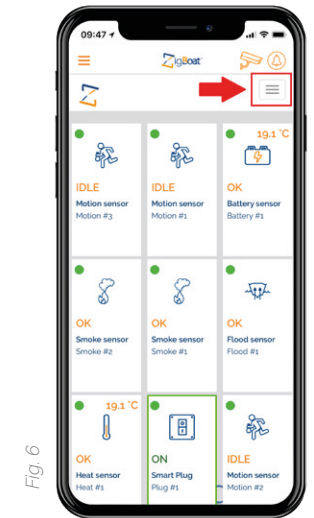 09:47
ZigBoat
19.1 °C
IDLE
Motion sensor
Motion #3
IDLE
Motion sensor
Motion #1
OK
Battery sensor
Battery #1
OK
Smoke sensor
Smoke #2
OK
Smoke sensor
Smoke #1
OK
Flood sensor
Flood #1
19.1 °C
OK
Heat sensor
Heat #1
ON
Smart Plug
Plug #1
IDLE
Motion sensor
Motion #2
Fig. 6